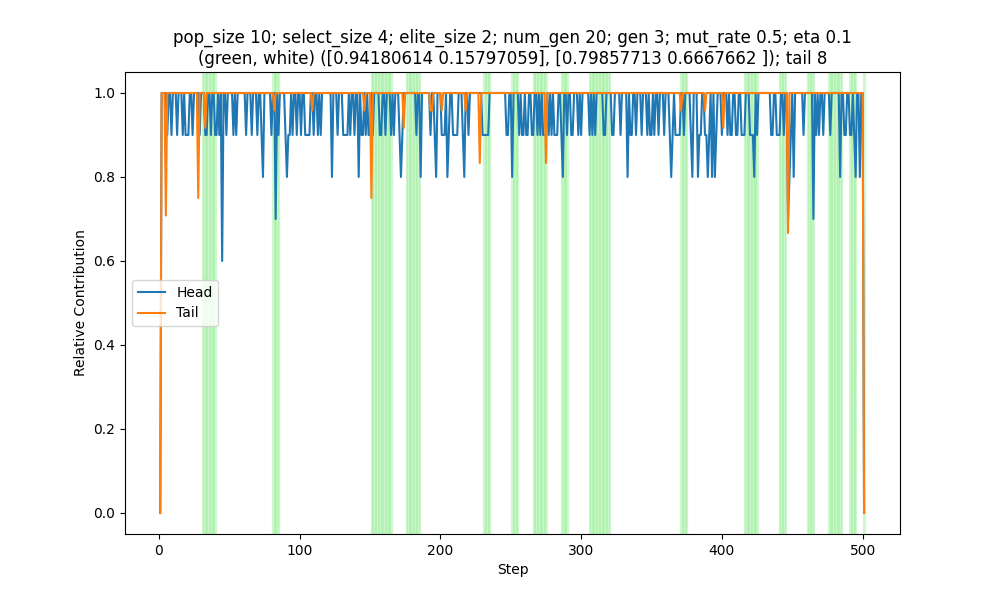 pop_size 10; select_size 4; elite_size 2; num_gen 20; gen 3; mut_rate 0.5; eta 0.1
(green, white) ([0.94180614 0.15797059], [0.79857713 0.6667662 ]); tail 8
1.0
0.8
0.6
0.4
0.2
0.0
Relative Contribution
Head
Tail
0
100
200
300
400
500
Step